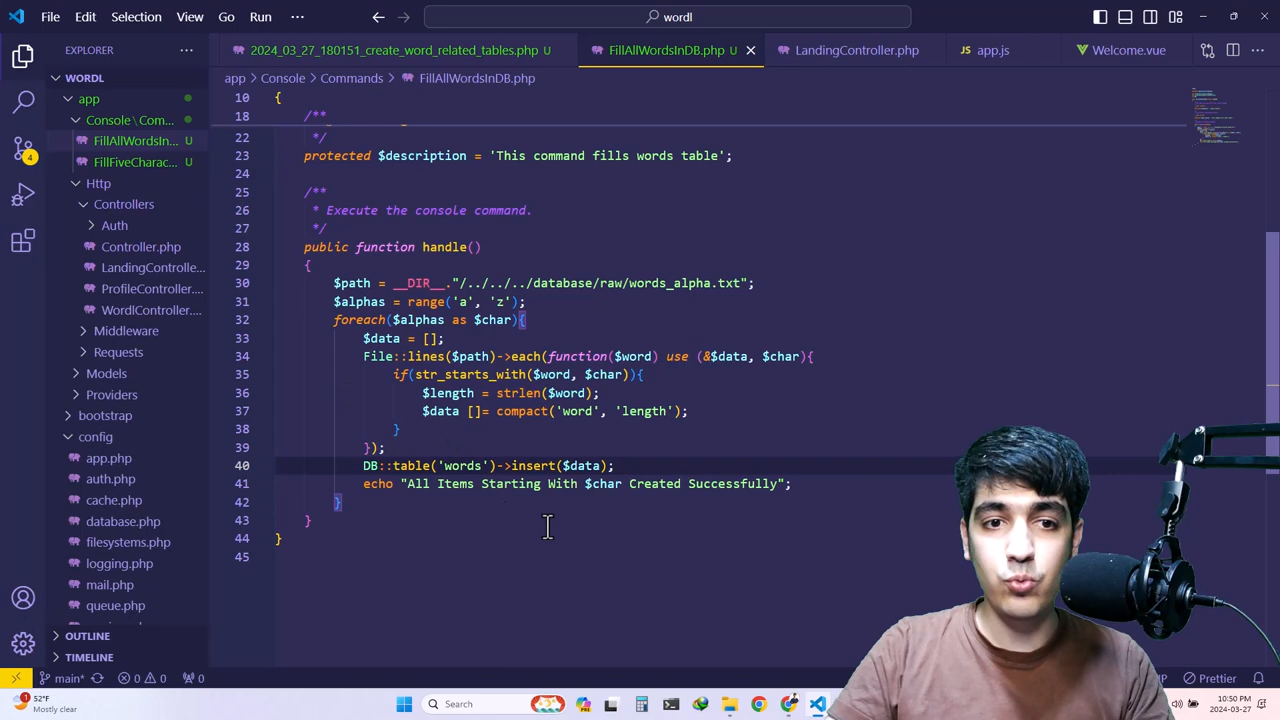 File Edit Selection View Go Run ··· wordl
EXPLORER ···
2024_03_27_180151_create_word_related_tables.php U
FillAllWordsInDB.php U
LandingController.php
app.js
Welcome.vue
WORDL
app > Console > Commands > FillAllWordsInDB.php
app
Console \ Com...
FillAllWordsIn... U
FillFiveCharac... U
Http
Controllers
Auth
Controller.php
LandingControlle...
ProfileController....
WordlController....
Middleware
Requests
Models
Providers
bootstrap
config
app.php
auth.php
cache.php
database.php
filesystems.php
logging.php
mail.php
queue.php
OUTLINE
TIMELINE
10 {
18 /**
22 */
23 protected $description = 'This command fills words table';
24
25 /**
26 * Execute the console command.
27 */
28 public function handle()
29 {
30 $path = __DIR__."/../../../database/raw/words_alpha.txt";
31 $alphas = range('a', 'z');
32 foreach($alphas as $char){
33 $data = [];
34 File::lines($path)->each(function($word) use (&$data, $char){
35 if(str_starts_with($word, $char)){
36 $length = strlen($word);
37 $data []= compact('word', 'length');
38 }
39 });
40 DB::table('words')->insert($data);
41 echo "All Items Starting With $char Created Successfully";
42 }
43 }
44 }
45
4
main* 0 0 0
PHP Prettier
52°F
Mostly clear
Search
10:50 PM
2024-03-27